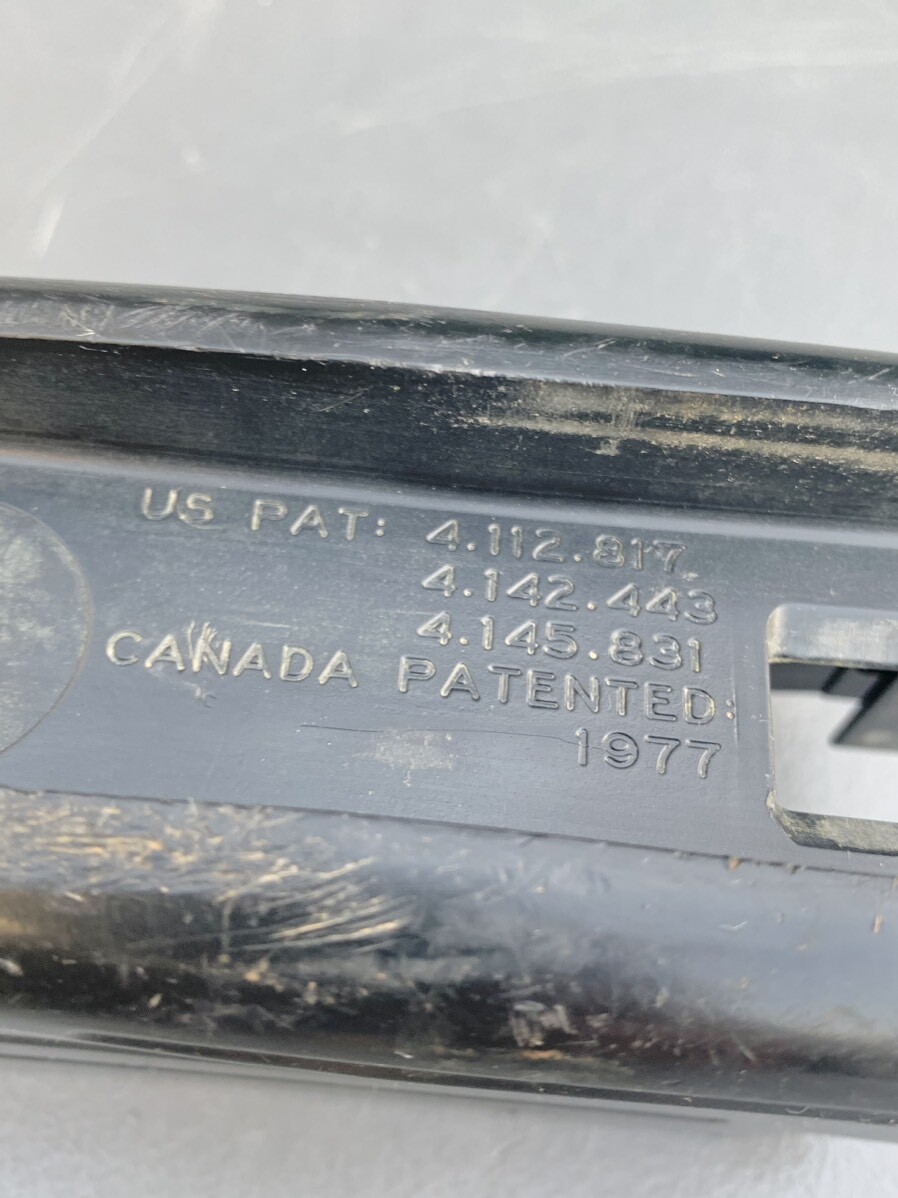 US PAT: 4.112.817
4.142.443
4.145.831
CANADA PATENTED:
1977